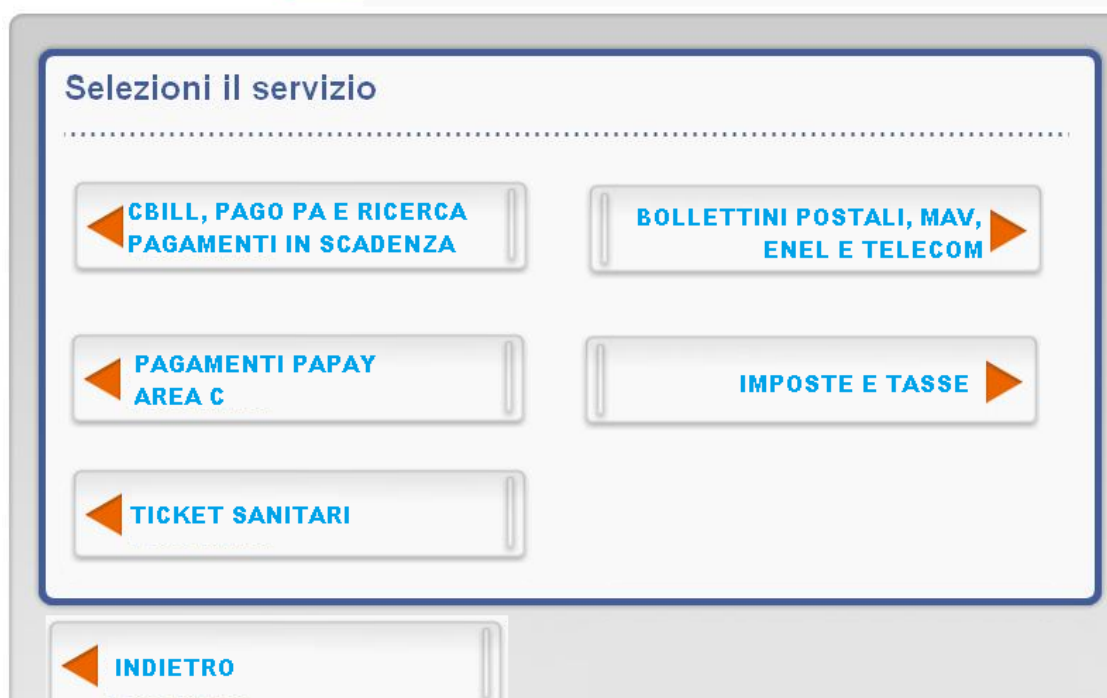 Selezioni il servizio
CBILL, PAGO PA E RICERCA
PAGAMENTI IN SCADENZA
BOLLETTINI POSTALI, MAV,
ENEL E TELECOM
PAGAMENTI PAPAY
AREA C
IMPOSTE E TASSE
TICKET SANITARI
INDIETRO